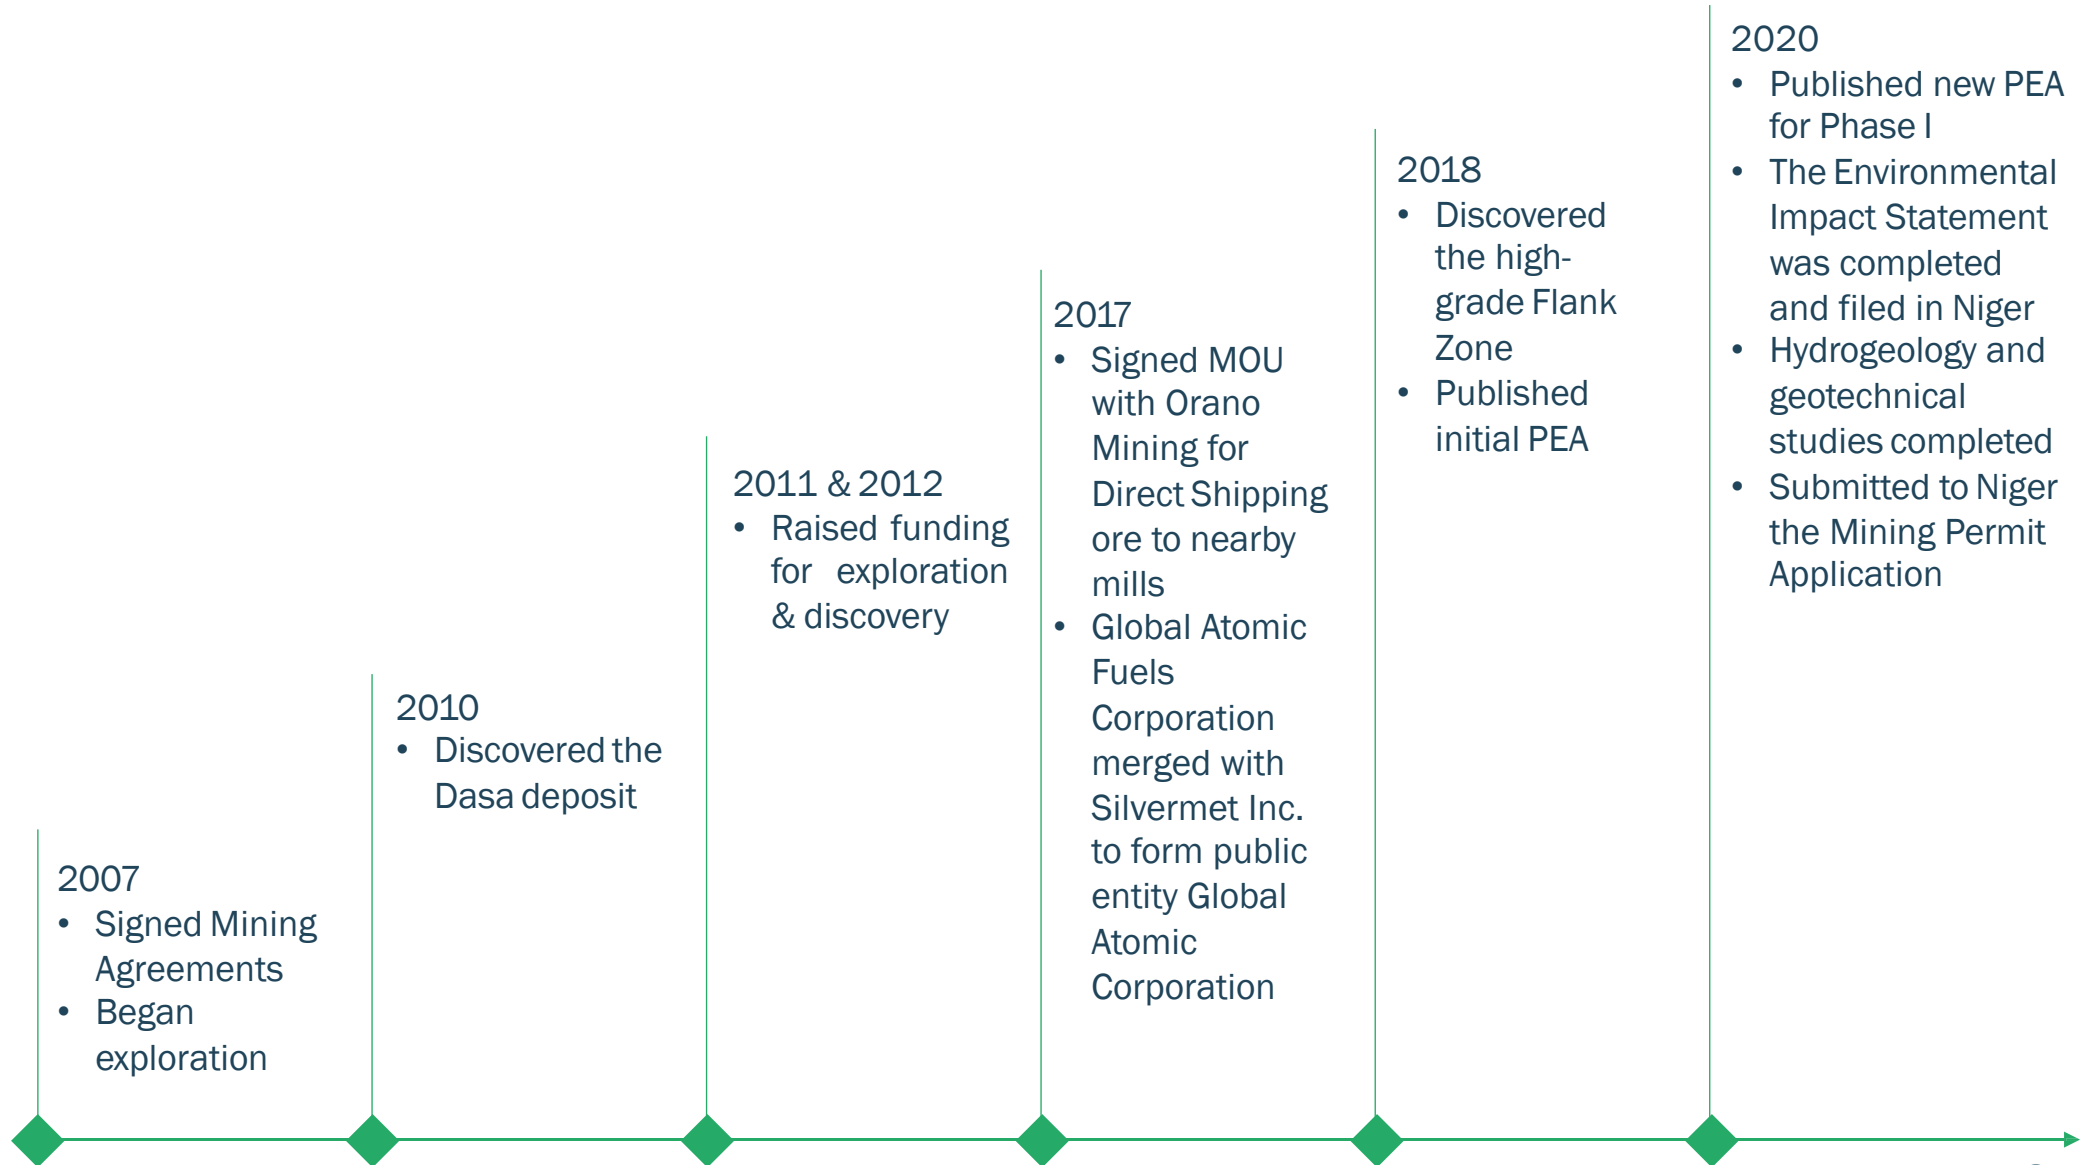 2007
• Signed Mining
Agreements
• Began
exploration
2010
• Discovered the
Dasa deposit
2011 & 2012
• Raised funding
for exploration
& discovery
2017
• Signed MOU
with Orano
Mining for
Direct Shipping
ore to nearby
mills
• Global Atomic
Fuels
Corporation
merged with
Silvermet Inc.
to form public
entity Global
Atomic
Corporation
2018
• Discovered
the high-
grade Flank
Zone
• Published
initial PEA
2020
• Published new PEA
for Phase I
• The Environmental
Impact Statement
was completed
and filed in Niger
• Hydrogeology and
geotechnical
studies completed
• Submitted to Niger
the Mining Permit
Application